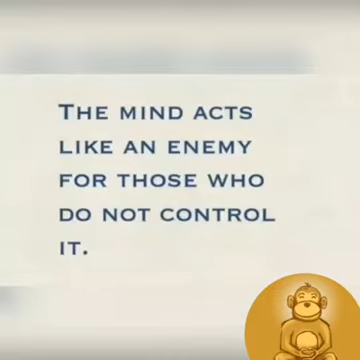 THE MIND ACTS
LIKE AN ENEMY
FOR THOSE WHO
DO NOT CONTROL
IT.